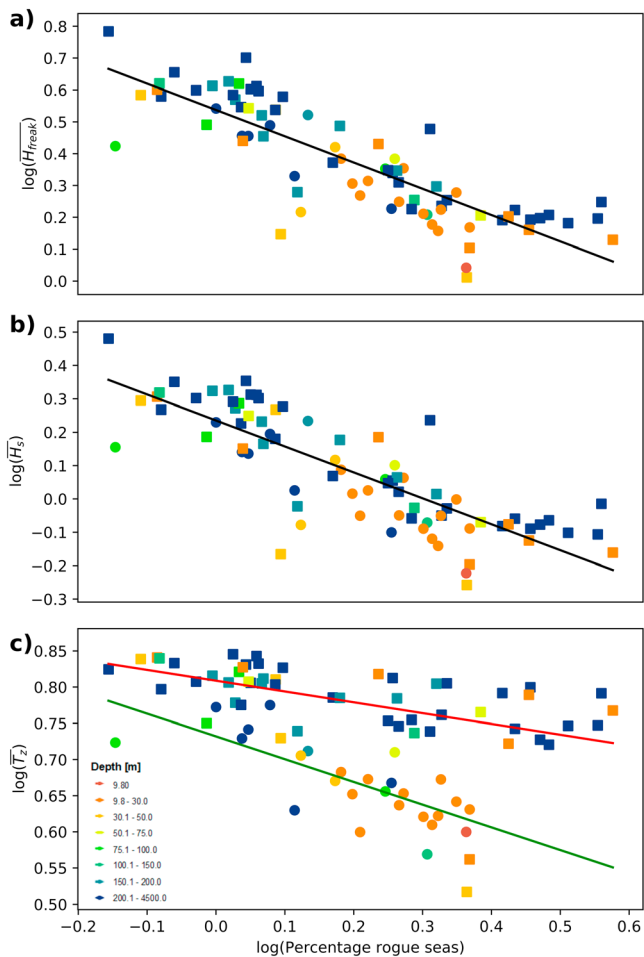 a)
0.8
0.7
0.6
0.5
0.4
0.3
0.2
0.1
0.0
log(H_freak)
b)
0.5
0.4
0.3
0.2
0.1
0.0
−0.1
−0.2
−0.3
log(H_s)
c)
0.85
0.80
0.75
0.70
0.65
0.60
0.55
0.50
log(T_z)
Depth [m]
9.80
9.8 - 30.0
30.1 - 50.0
50.1 - 75.0
75.1 - 100.0
100.1 - 150.0
150.1 - 200.0
200.1 - 4500.0
−0.2 −0.1 0.0 0.1 0.2 0.3 0.4 0.5 0.6
log(Percentage rogue seas)